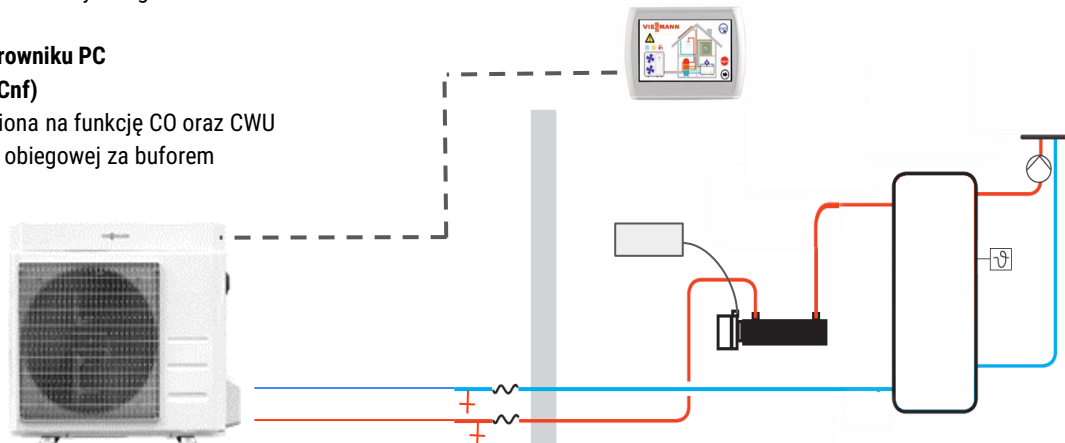 rowniku PC
Cnf)
iona na funkcję CO oraz CWU
obiegowej za buforem
VIESMANN
ϑ